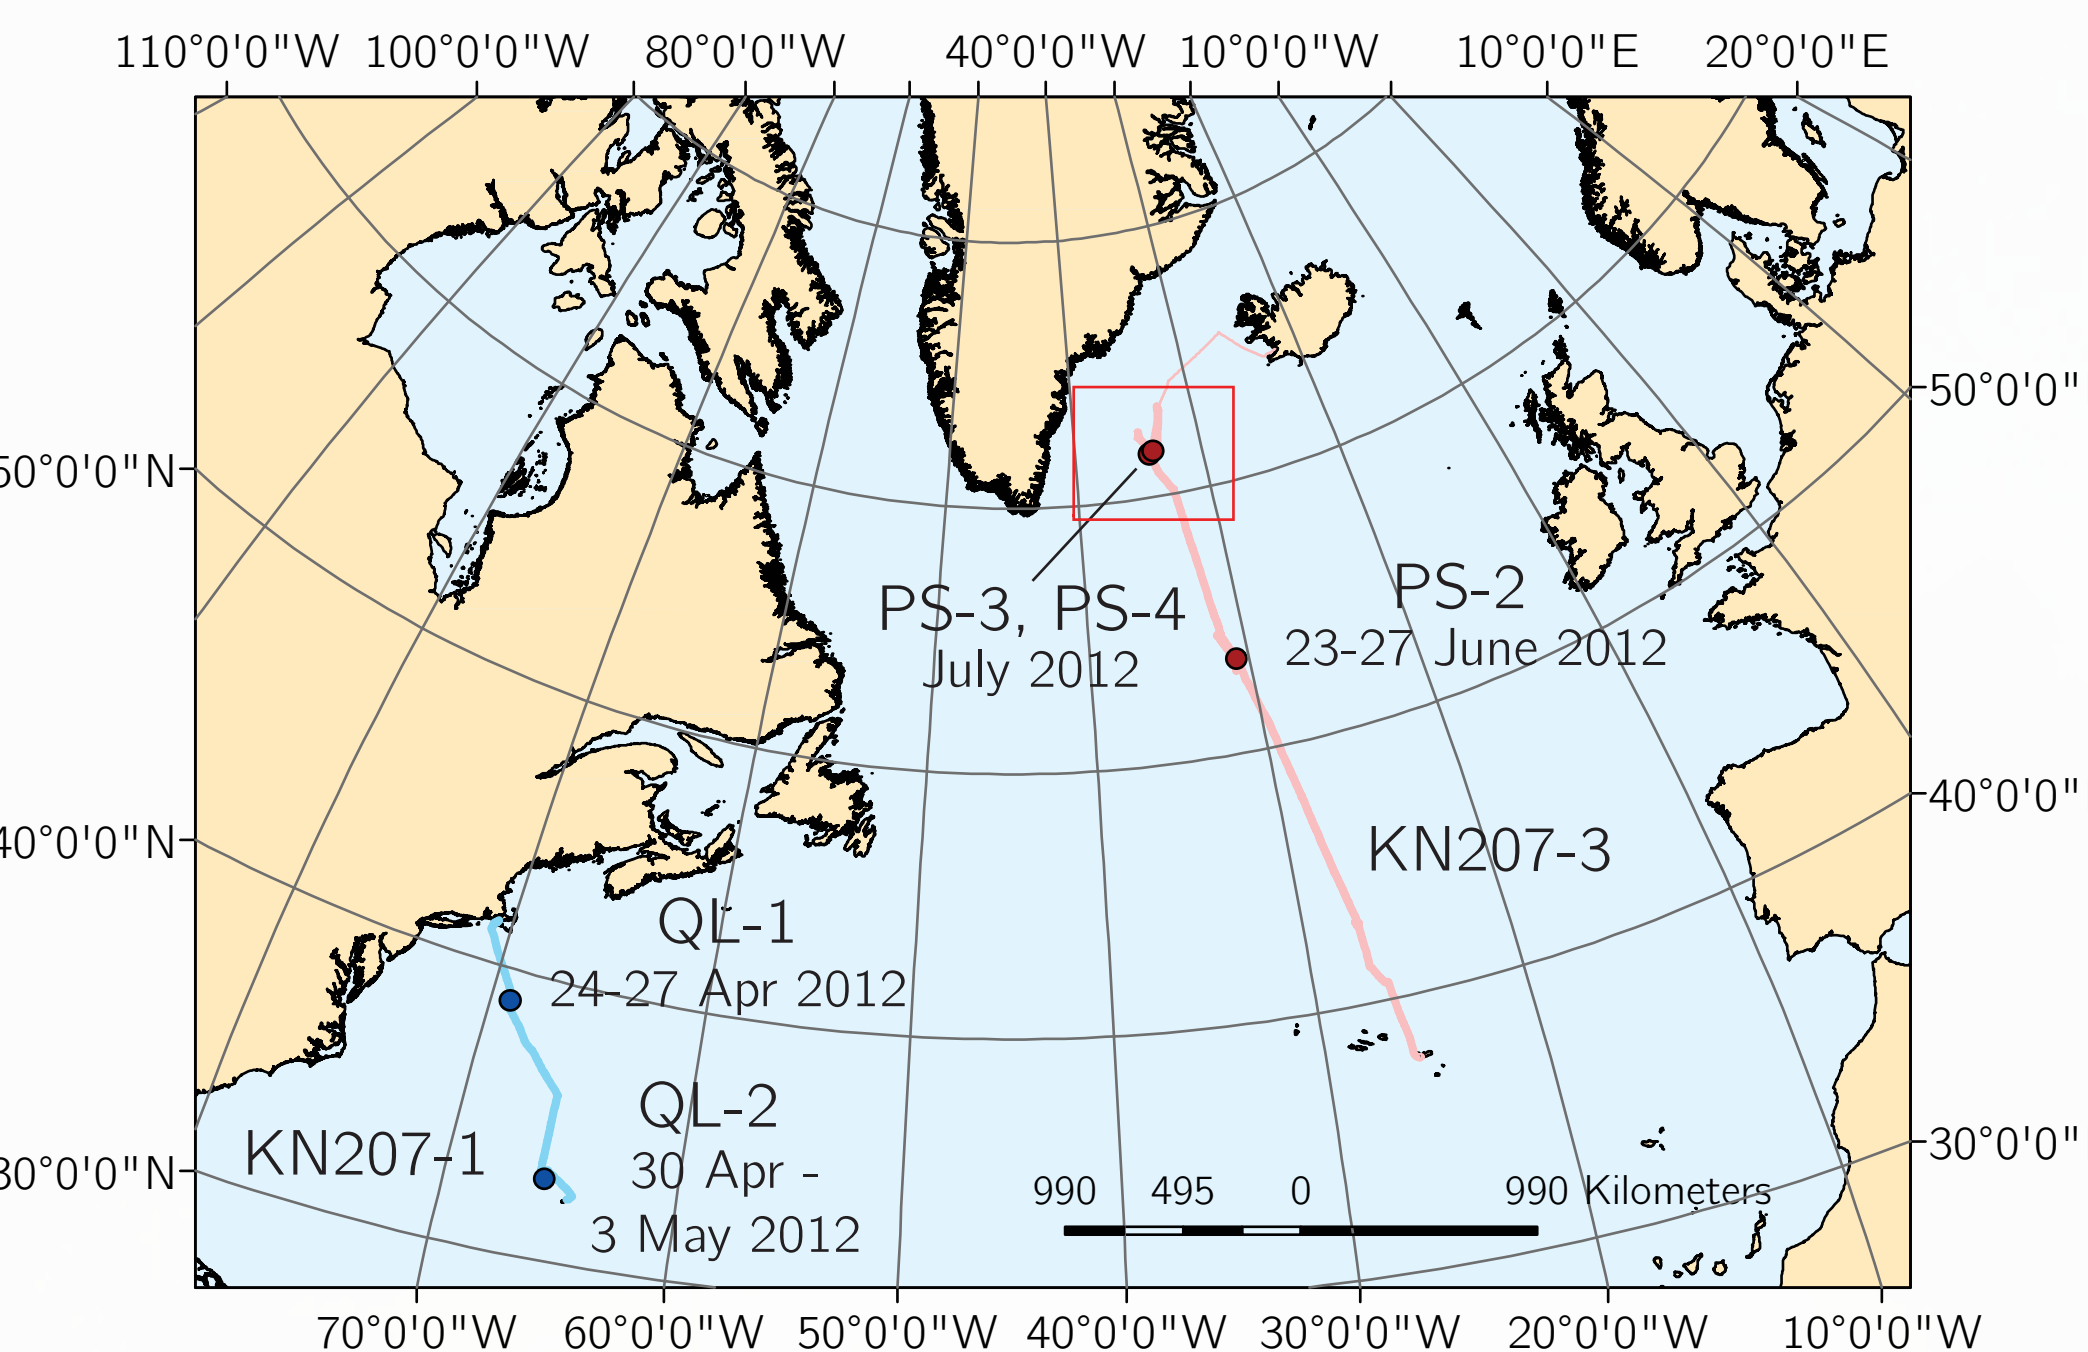 110°0'0"W 100°0'0"W 80°0'0"W 40°0'0"W 10°0'0"W 10°0'0"E 20°0'0"E
50°0'0"
50°0'0"N
PS-2
PS-3, PS-4
23-27 June 2012
July 2012
40°0'0"
40°0'0"N
KN207-3
QL-1
24-27 Apr 2012
QL-2
KN207-1
30°0'0"
30 Apr -
30°0'0"N
990 495 0 990 Kilometers
3 May 2012
70°0'0"W 60°0'0"W 50°0'0"W 40°0'0"W 30°0'0"W 20°0'0"W 10°0'0"W